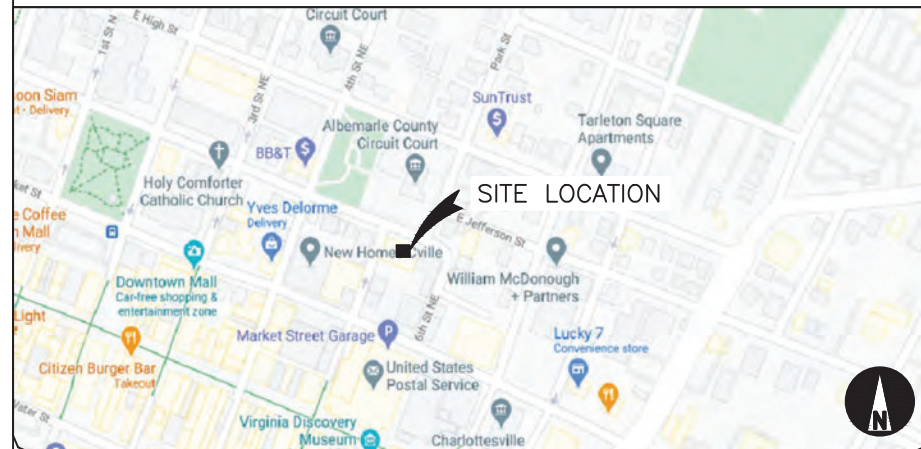 Circuit Court
E High St
1st St N
4th St NE
Park St
3rd St NE
oon Siam
nt · Delivery
SunTrust
Tarleton Square
Apartments
Albemarle County
Circuit Court
BB&T
Holy Comforter
Catholic Church
SITE LOCATION
ket St
Yves Delorme
Delivery
e Coffee
n Mall
livery
E Jefferson St
New Home
ville
William McDonough
+ Partners
Downtown Mall
Car-free shopping &
entertainment zone
6th St NE
Light
Market Street Garage
Lucky 7
Convenience store
Citizen Burger Bar
Takeout
United States
Postal Service
Water St
Virginia Discovery
Museum
Charlottesville
N